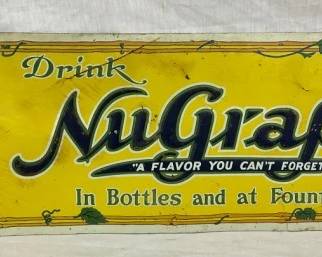 Drink
NuGrap
"A FLAVOR YOU CAN'T FORGET
In Bottles and at Foun